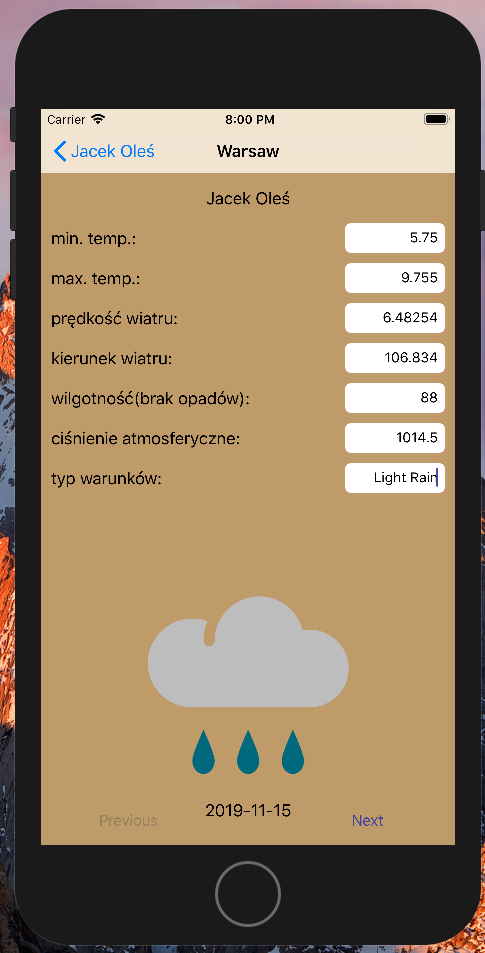 Carrier 8:00 PM
Jacek Oleś Warsaw
Jacek Oleś
min. temp.: 5.75
max. temp.: 9.755
prędkość wiatru: 6.48254
kierunek wiatru: 106.834
wilgotność(brak opadów): 88
ciśnienie atmosferyczne: 1014.5
typ warunków: Light Rain
2019-11-15
Previous Next